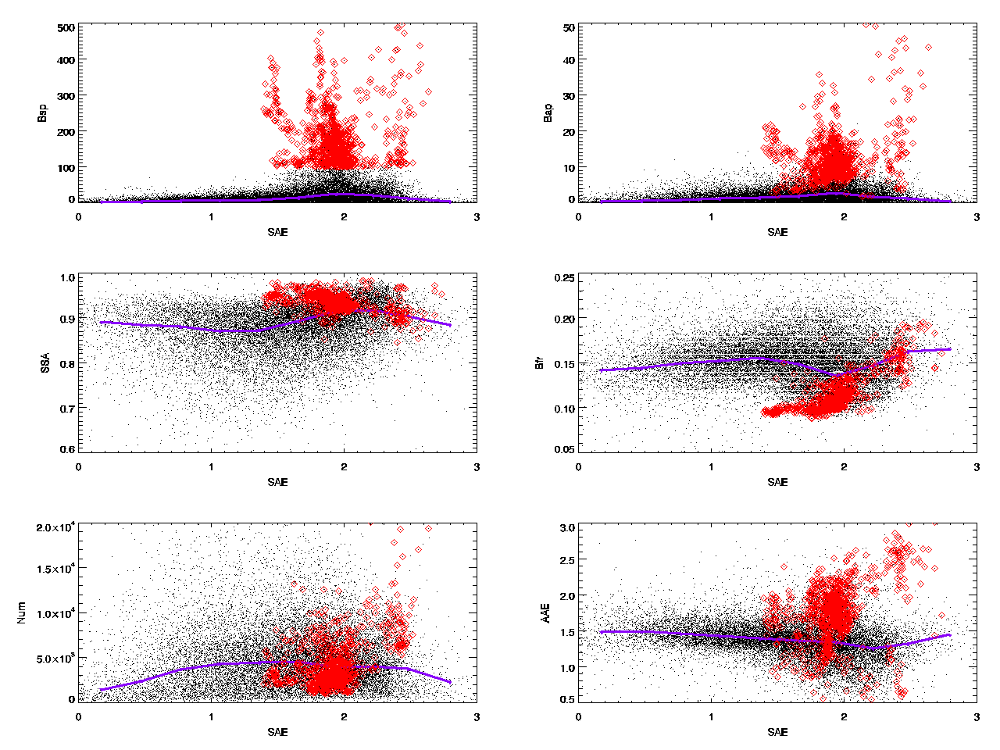 500
400
300
200
100
0
Bsp
0 1 2 3
SAE
50
40
30
20
10
0
Bap
0 1 2 3
SAE
1.0
0.9
0.8
0.7
0.6
SSA
0 1 2 3
SAE
0.25
0.20
0.15
0.10
0.05
Bfr
0 1 2 3
SAE
2.0×10⁴
1.5×10⁴
1.0×10⁴
5.0×10³
0
Num
0 1 2 3
SAE
3.0
2.5
2.0
1.5
1.0
0.5
AAE
0 1 2 3
SAE